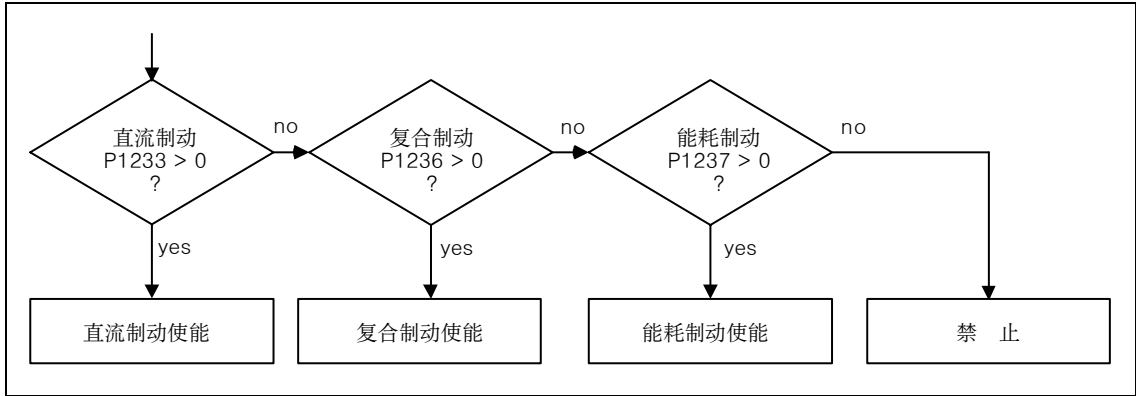 直流制动
P1233 > 0
?
no
复合制动
P1236 > 0
?
no
能耗制动
P1237 > 0
?
no
yes
yes
yes
直流制动使能
复合制动使能
能耗制动使能
禁 止